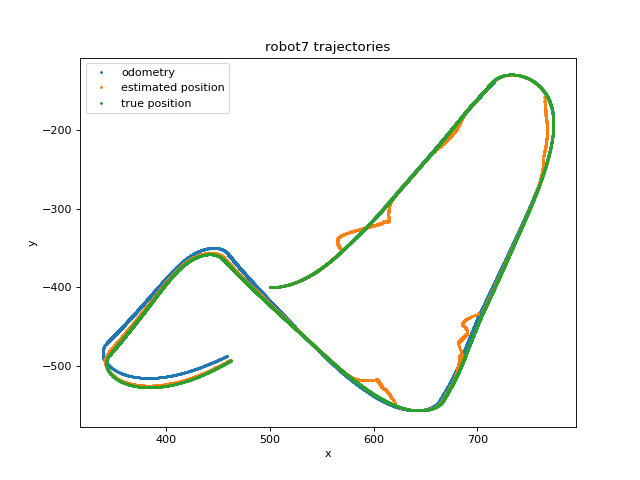 robot7 trajectories
odometry
estimated position
true position
−200
−300
−400
−500
y
400
500
600
700
x